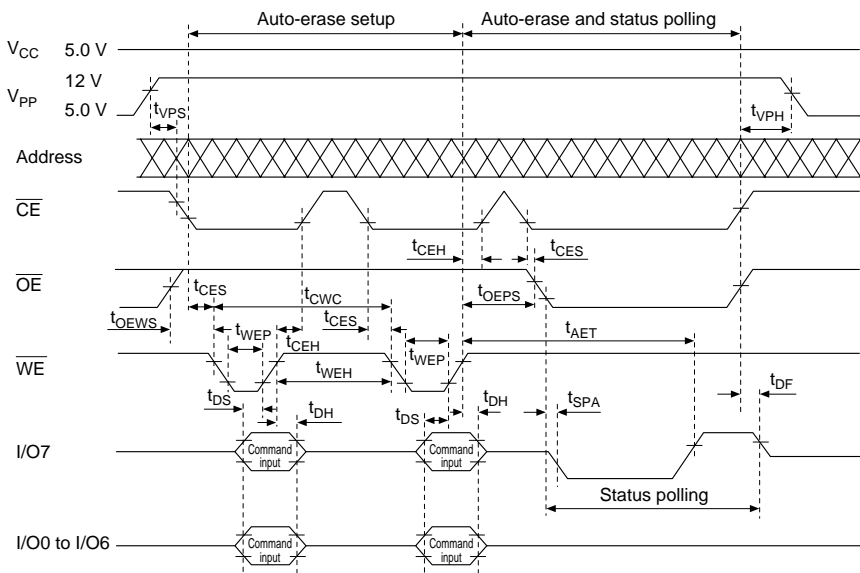 Auto-erase setup Auto-erase and status polling
VCC 5.0 V
12 V
VPP
5.0 V
tVPS
tVPH
Address
CE
tCEH
tCES
OE
tCES
tCWC
tOEPS
tOEWS
tWEP
tCEH
tCES
tWEP
tAET
WE
tWEH
tDS
tDH
tDS
tDH
tSPA
tDF
I/O7
Command input
Command input
Status polling
I/O0 to I/O6
Command input
Command input